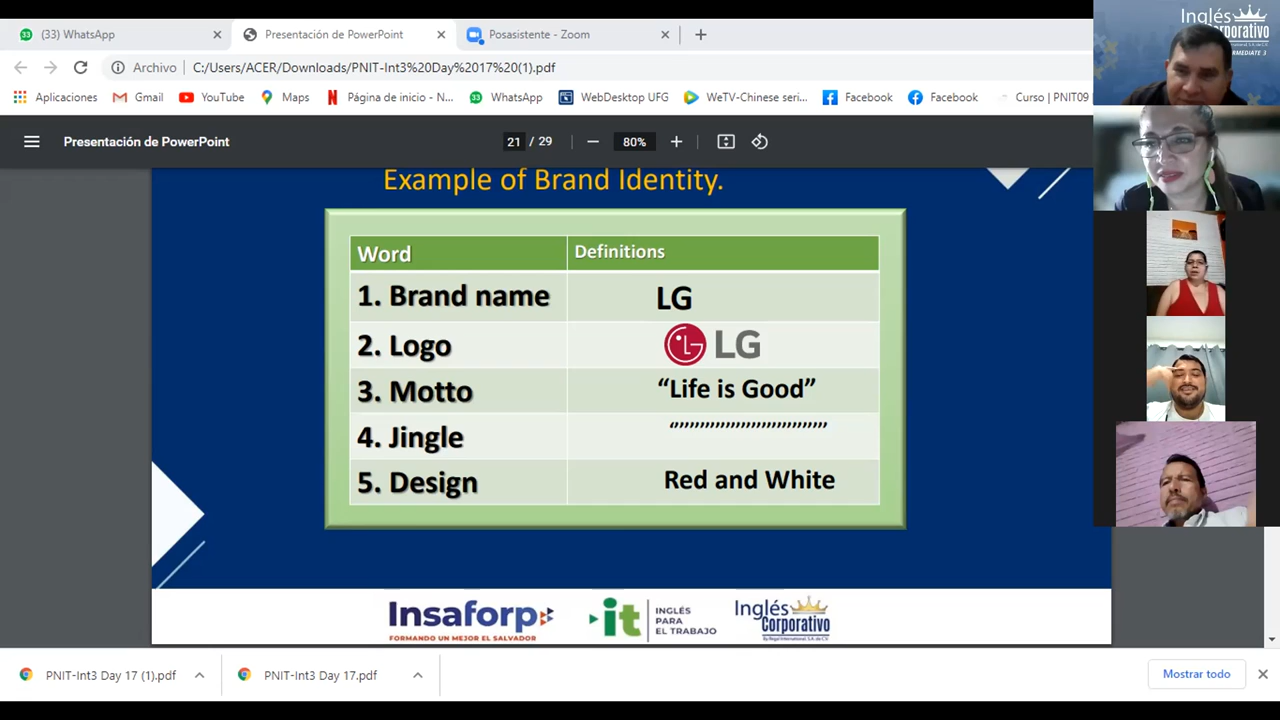 (33) WhatsApp
Presentación de PowerPoint
Posasistente - Zoom
Archivo
C:/Users/ACER/Downloads/PNIT-Int3%20Day%2017%20(1).pdf
Aplicaciones
Gmail
YouTube
Maps
Página de inicio - N...
WhatsApp
WebDesktop UFG
WeTV-Chinese seri...
Facebook
Facebook
Curso | PNIT09
Presentación de PowerPoint
21 / 29
80%
Inglés
Corporativo
Example of Brand Identity.
Word
Definitions
1. Brand name
LG
2. Logo
LG
3. Motto
“Life is Good”
4. Jingle
“’’’’’’’’’’’’’’’’’’’’’’’’’’’’’’
5. Design
Red and White
Insaforp
FORMANDO UN MEJOR EL SALVADOR
it
INGLÉS
PARA
EL TRABAJO
Inglés
Corporativo
By Regal International, S.A. de C.V.
PNIT-Int3 Day 17 (1).pdf
PNIT-Int3 Day 17.pdf
Mostrar todo